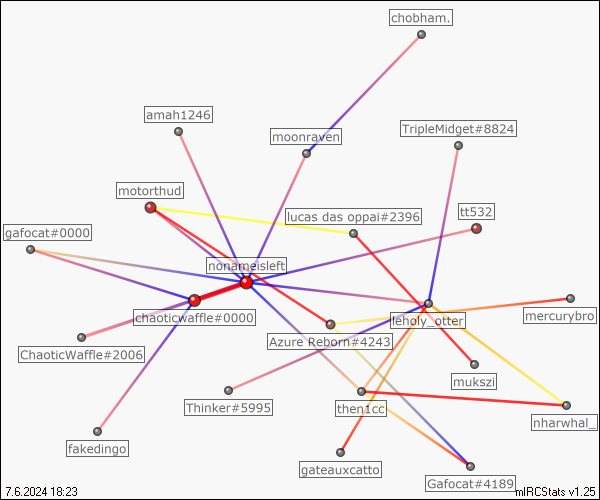 chobham.
amah1246
moonraven
TripleMidget#8824
motorthud
lucas das oppai#2396
tt532
gafocat#0000
nonameisleft
chaoticwaffle#0000
leholy_otter
mercurybro
Azure Reborn#4243
ChaoticWaffle#2006
mukszi
Thinker#5995
then1cc
nharwhal_
fakedingo
gateauxcatto
Gafocat#4189
7.6.2024 18:23
mIRCStats v1.25